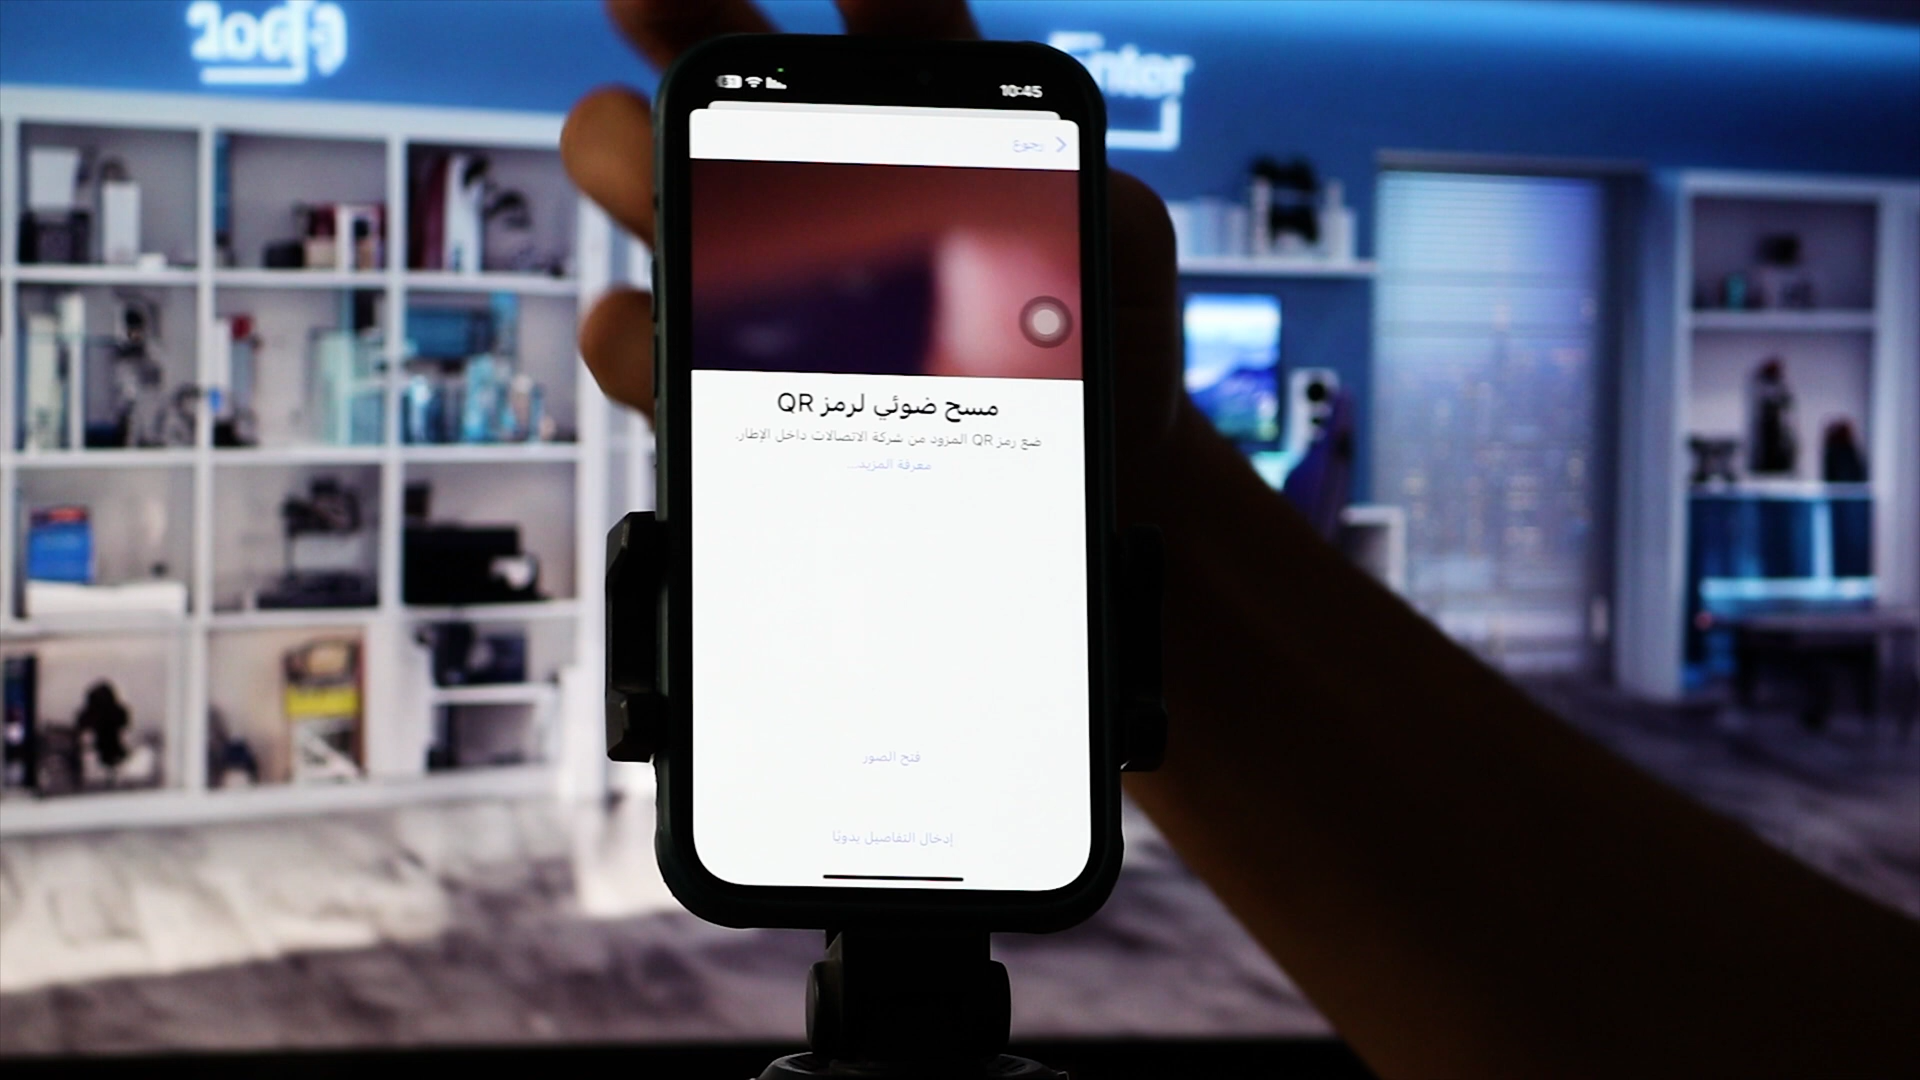 10:45
رجوع
مسح ضوئي لرمز QR
ضع رمز QR المزود من شركة الاتصالات داخل الإطار.
معرفة المزيد...
فتح الصور
إدخال التفاصيل يدويًا